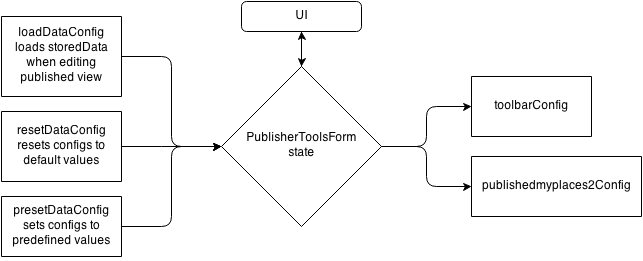 UI
loadDataConfig
loads storedData
when editing
published view
resetDataConfig
resets configs to
default values
presetDataConfig
sets configs to
predefined values
PublisherToolsForm
state
toolbarConfig
publishedmyplaces2Config